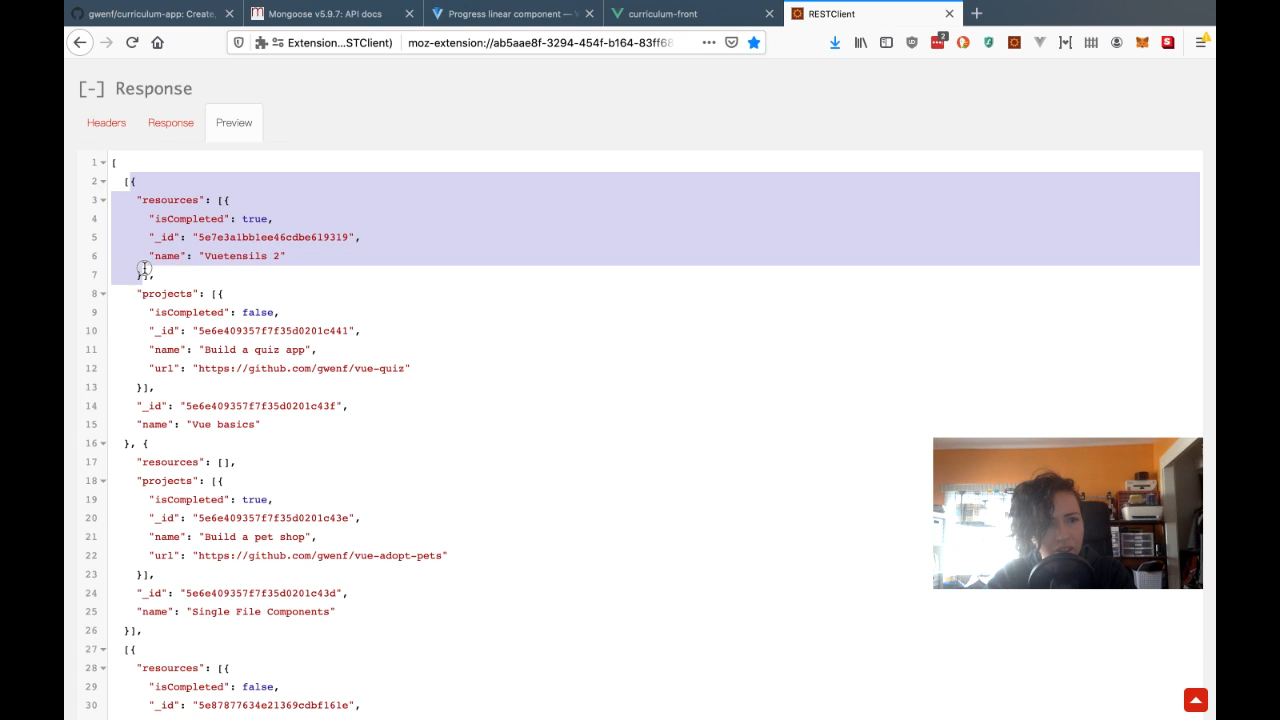 gwenf/curriculum-app: Create,
Mongoose v5.9.7: API docs
Progress linear component — V
curriculum-front
RESTClient
Extension...STClient)
moz-extension://ab5aae8f-3294-454f-b164-83ff68
2
[-] Response
Headers
Response
Preview
1 [
2 [{
3 "resources": [{
4 "isCompleted": true,
5 "_id": "5e7e3a1bb1ee46cdbe619319",
6 "name": "Vuetensils 2"
7 }],
8 "projects": [{
9 "isCompleted": false,
10 "_id": "5e6e409357f7f35d0201c441",
11 "name": "Build a quiz app",
12 "url": "https://github.com/gwenf/vue-quiz"
13 }],
14 "_id": "5e6e409357f7f35d0201c43f",
15 "name": "Vue basics"
16 }, {
17 "resources": [],
18 "projects": [{
19 "isCompleted": true,
20 "_id": "5e6e409357f7f35d0201c43e",
21 "name": "Build a pet shop",
22 "url": "https://github.com/gwenf/vue-adopt-pets"
23 }],
24 "_id": "5e6e409357f7f35d0201c43d",
25 "name": "Single File Components"
26 }],
27 [{
28 "resources": [{
29 "isCompleted": false,
30 "_id": "5e87877634e21369cdbf161e",